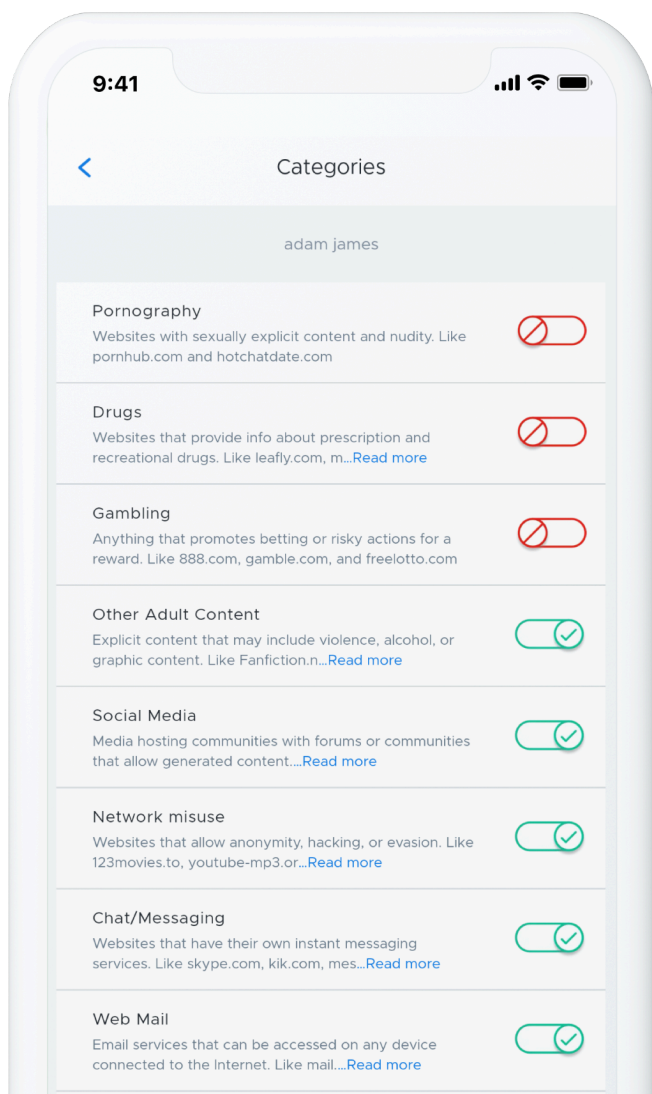 9:41
Categories
adam james
Pornography
Websites with sexually explicit content and nudity. Like
pornhub.com and hotchatdate.com
Drugs
Websites that provide info about prescription and
recreational drugs. Like leafly.com, m...Read more
Gambling
Anything that promotes betting or risky actions for a
reward. Like 888.com, gamble.com, and freelotto.com
Other Adult Content
Explicit content that may include violence, alcohol, or
graphic content. Like Fanfiction.n...Read more
Social Media
Media hosting communities with forums or communities
that allow generated content....Read more
Network misuse
Websites that allow anonymity, hacking, or evasion. Like
123movies.to, youtube-mp3.or...Read more
Chat/Messaging
Websites that have their own instant messaging
services. Like skype.com, kik.com, mes...Read more
Web Mail
Email services that can be accessed on any device
connected to the Internet. Like mail....Read more